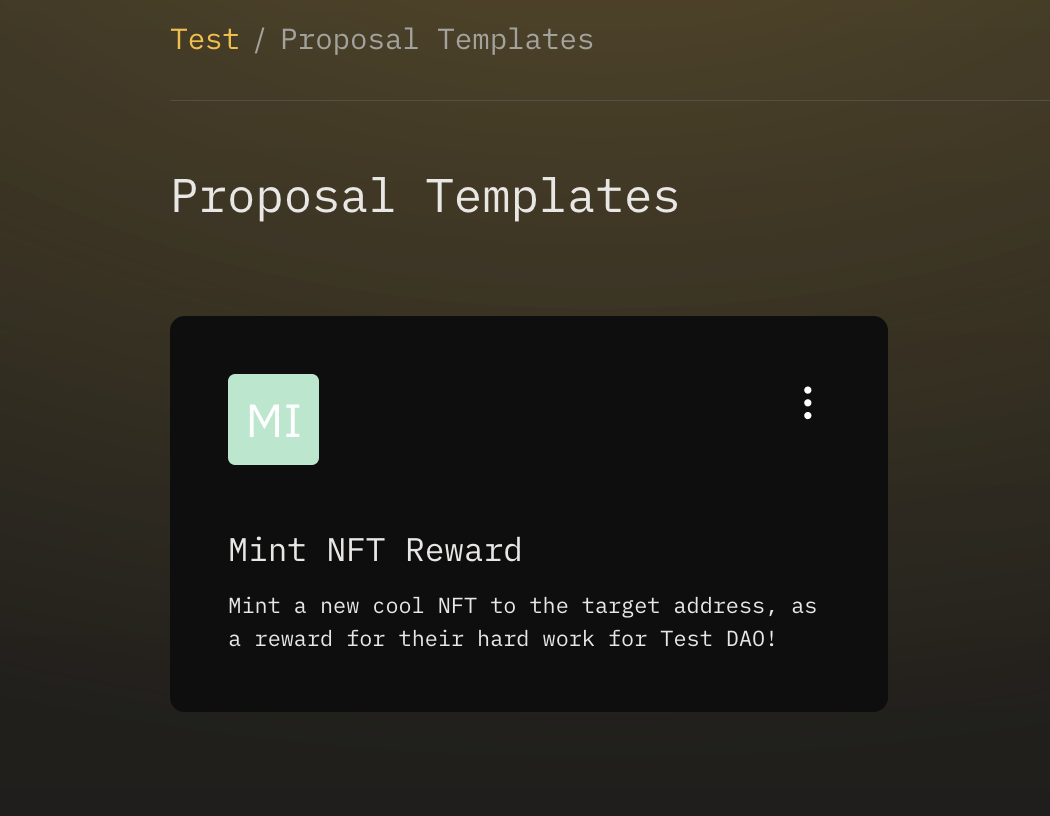 Test / Proposal Templates
Proposal Templates
MI
Mint NFT Reward
Mint a new cool NFT to the target address, as
a reward for their hard work for Test DAO!